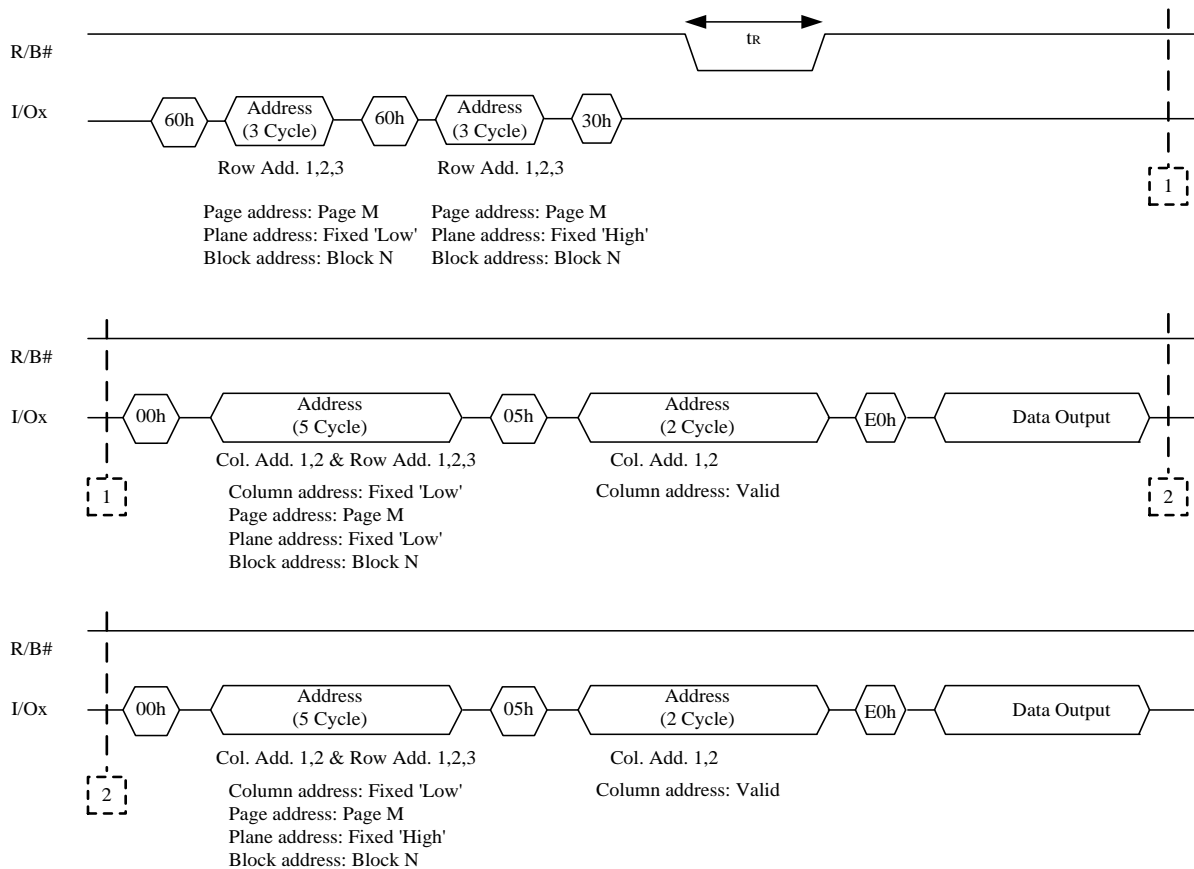 tR
R/B#
I/Ox
60h
Address
(3 Cycle)
60h
Address
(3 Cycle)
30h
Row Add. 1,2,3
Row Add. 1,2,3
1
Page address: Page M
Plane address: Fixed 'Low'
Block address: Block N
Page address: Page M
Plane address: Fixed 'High'
Block address: Block N
R/B#
I/Ox
00h
Address
(5 Cycle)
05h
Address
(2 Cycle)
E0h
Data Output
Col. Add. 1,2 & Row Add. 1,2,3
Col. Add. 1,2
1
Column address: Fixed 'Low'
Page address: Page M
Plane address: Fixed 'Low'
Block address: Block N
Column address: Valid
2
R/B#
I/Ox
00h
Address
(5 Cycle)
05h
Address
(2 Cycle)
E0h
Data Output
Col. Add. 1,2 & Row Add. 1,2,3
Col. Add. 1,2
2
Column address: Fixed 'Low'
Page address: Page M
Plane address: Fixed 'High'
Block address: Block N
Column address: Valid